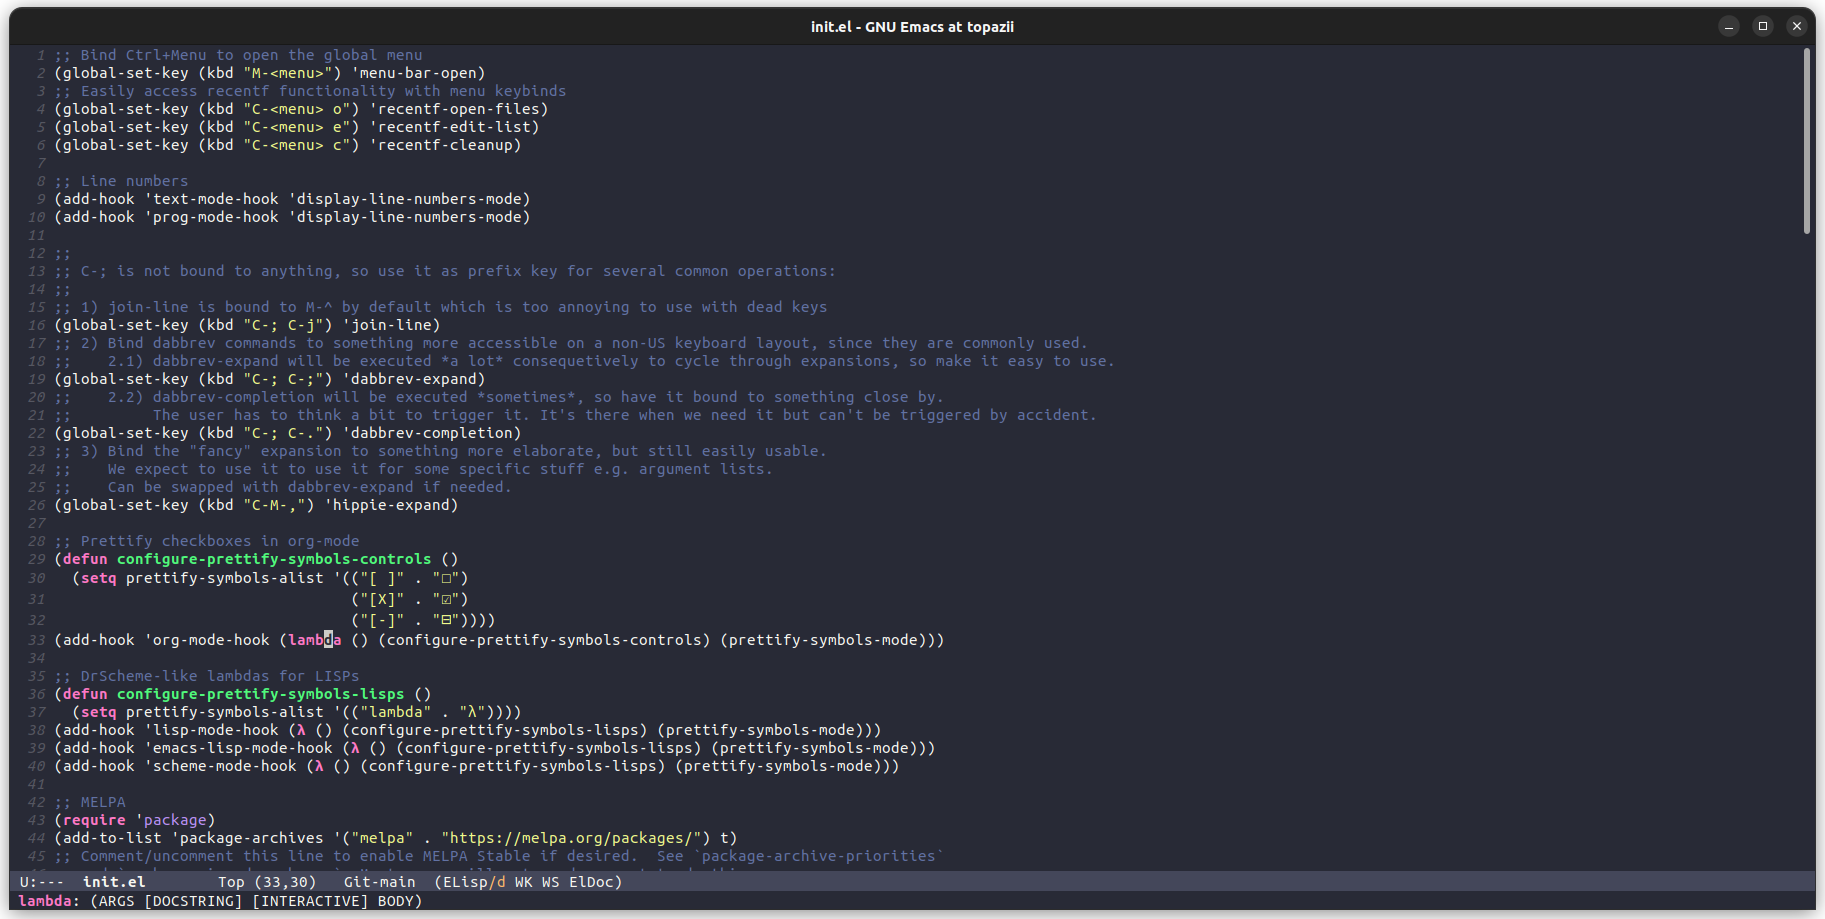 init.el - GNU Emacs at topazii
1 ;; Bind Ctrl+Menu to open the global menu
2 (global-set-key (kbd "M-<menu>") 'menu-bar-open)
3 ;; Easily access recentf functionality with menu keybinds
4 (global-set-key (kbd "C-<menu> o") 'recentf-open-files)
5 (global-set-key (kbd "C-<menu> e") 'recentf-edit-list)
6 (global-set-key (kbd "C-<menu> c") 'recentf-cleanup)
7
8 ;; Line numbers
9 (add-hook 'text-mode-hook 'display-line-numbers-mode)
10 (add-hook 'prog-mode-hook 'display-line-numbers-mode)
11
12 ;;
13 ;; C-; is not bound to anything, so use it as prefix key for several common operations:
14 ;;
15 ;; 1) join-line is bound to M-^ by default which is too annoying to use with dead keys
16 (global-set-key (kbd "C-; C-j") 'join-line)
17 ;; 2) Bind dabbrev commands to something more accessible on a non-US keyboard layout, since they are commonly used.
18 ;;    2.1) dabbrev-expand will be executed *a lot* consequetively to cycle through expansions, so make it easy to use.
19 (global-set-key (kbd "C-; C-;") 'dabbrev-expand)
20 ;;    2.2) dabbrev-completion will be executed *sometimes*, so have it bound to something close by.
21 ;;         The user has to think a bit to trigger it. It's there when we need it but can't be triggered by accident.
22 (global-set-key (kbd "C-; C-.") 'dabbrev-completion)
23 ;; 3) Bind the "fancy" expansion to something more elaborate, but still easily usable.
24 ;;    We expect to use it to use it for some specific stuff e.g. argument lists.
25 ;;    Can be swapped with dabbrev-expand if needed.
26 (global-set-key (kbd "C-M-,") 'hippie-expand)
27
28 ;; Prettify checkboxes in org-mode
29 (defun configure-prettify-symbols-controls ()
30   (setq prettify-symbols-alist '(("[ ]" . "☐")
31                                  ("[X]" . "☑")
32                                  ("[-]" . "⊟"))))
33 (add-hook 'org-mode-hook (lambda () (configure-prettify-symbols-controls) (prettify-symbols-mode)))
34
35 ;; DrScheme-like lambdas for LISPs
36 (defun configure-prettify-symbols-lisps ()
37   (setq prettify-symbols-alist '(("lambda" . "λ"))))
38 (add-hook 'lisp-mode-hook (λ () (configure-prettify-symbols-lisps) (prettify-symbols-mode)))
39 (add-hook 'emacs-lisp-mode-hook (λ () (configure-prettify-symbols-lisps) (prettify-symbols-mode)))
40 (add-hook 'scheme-mode-hook (λ () (configure-prettify-symbols-lisps) (prettify-symbols-mode)))
41
42 ;; MELPA
43 (require 'package)
44 (add-to-list 'package-archives '("melpa" . "https://melpa.org/packages/") t)
45 ;; Comment/uncomment this line to enable MELPA Stable if desired.  See `package-archive-priorities`
U:---  init.el        Top (33,30)   Git-main  (ELisp/d WK WS ElDoc)
lambda: (ARGS [DOCSTRING] [INTERACTIVE] BODY)